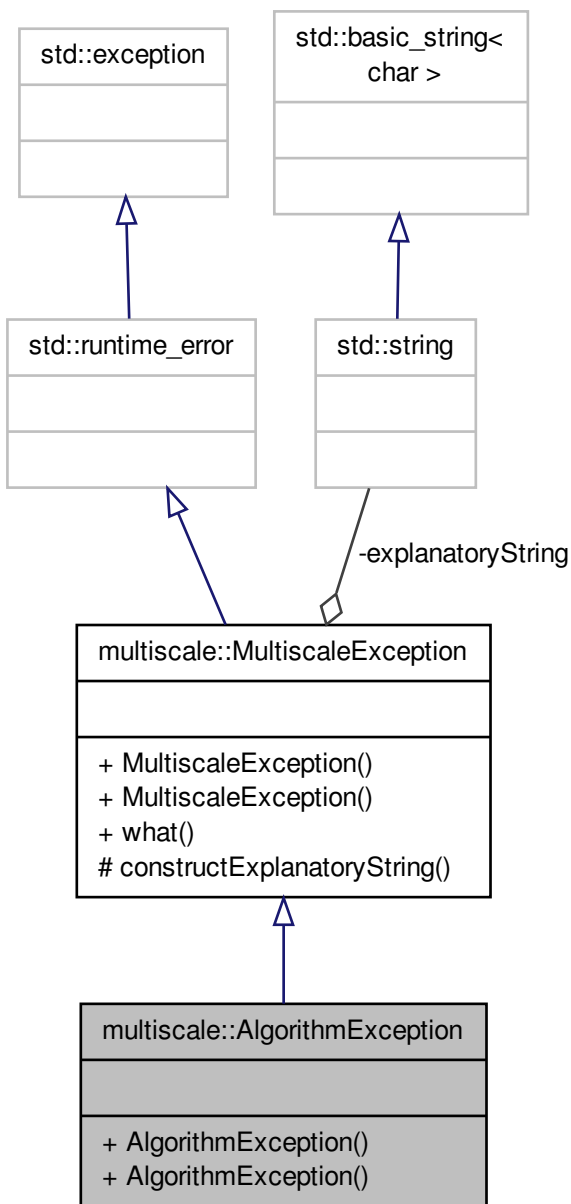 std::exception
std::basic_string<
char >
std::runtime_error
std::string
-explanatoryString
multiscale::MultiscaleException
+ MultiscaleException()
+ MultiscaleException()
+ what()
# constructExplanatoryString()
multiscale::AlgorithmException
+ AlgorithmException()
+ AlgorithmException()